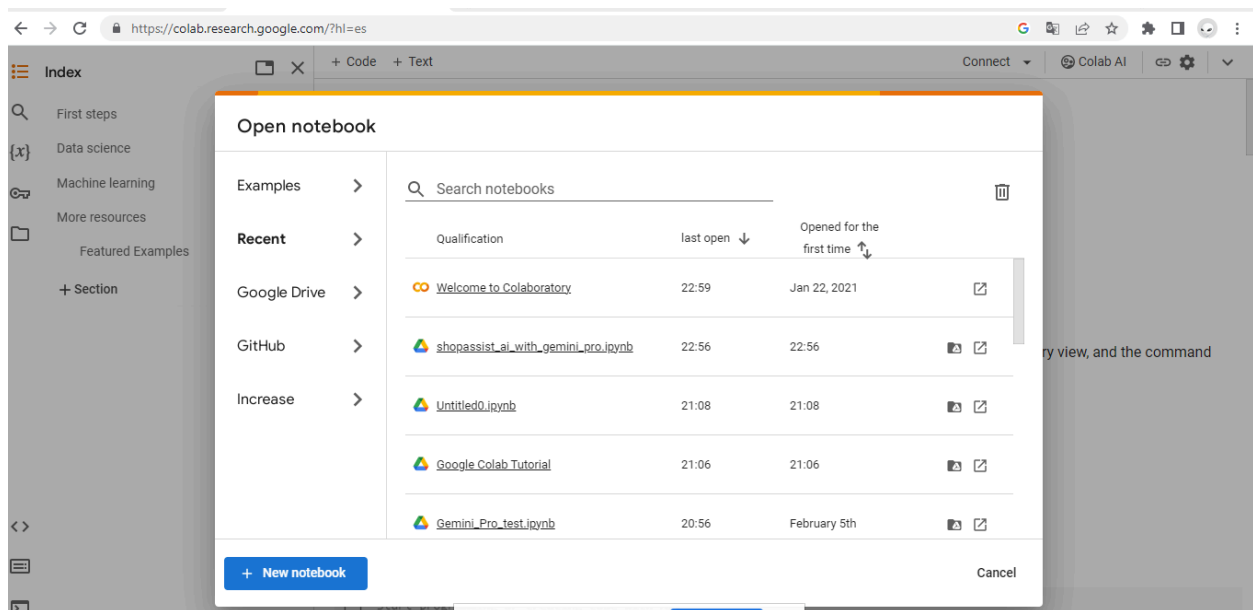 https://colab.research.google.com/?hl=es
Index
+ Code + Text
Connect
Colab AI
First steps
Data science
Machine learning
More resources
Featured Examples
+ Section
{x}
Open notebook
Examples
Recent
Google Drive
GitHub
Increase
Search notebooks
Qualification last open Opened for the
first time
Welcome to Colaboratory 22:59 Jan 22, 2021
shopassist_ai_with_gemini_pro.ipynb 22:56 22:56
Untitled0.ipynb 21:08 21:08
Google Colab Tutorial 21:06 21:06
Gemini_Pro_test.ipynb 20:56 February 5th
ry view, and the command
+ New notebook
Cancel